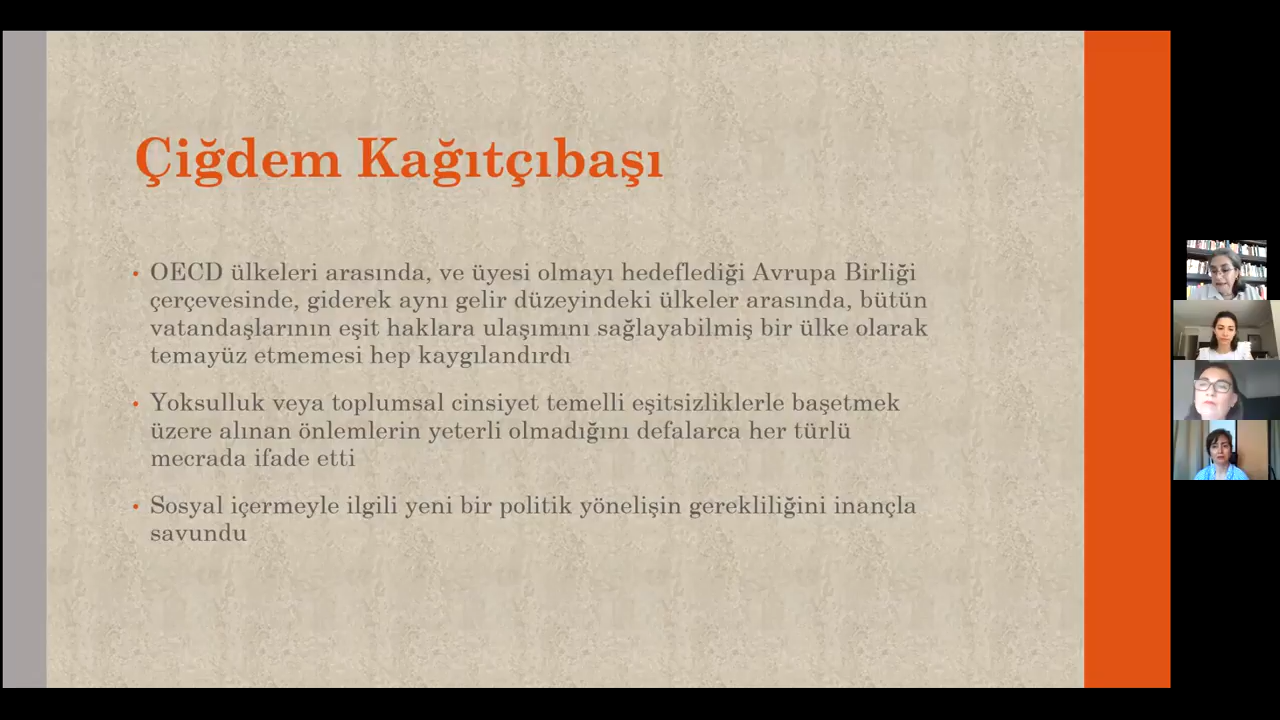 Çiğdem Kağıtçıbaşı
• OECD ülkeleri arasında, ve üyesi olmayı hedeflediği Avrupa Birliği
çerçevesinde, giderek aynı gelir düzeyindeki ülkeler arasında, bütün
vatandaşlarının eşit haklara ulaşımını sağlayabilmiş bir ülke olarak
temayüz etmemesi hep kaygılandırdı
• Yoksulluk veya toplumsal cinsiyet temelli eşitsizliklerle başetmek
üzere alınan önlemlerin yeterli olmadığını defalarca her türlü
mecrada ifade etti
• Sosyal içermeyle ilgili yeni bir politik yönelişin gerekliliğini inançla
savundu